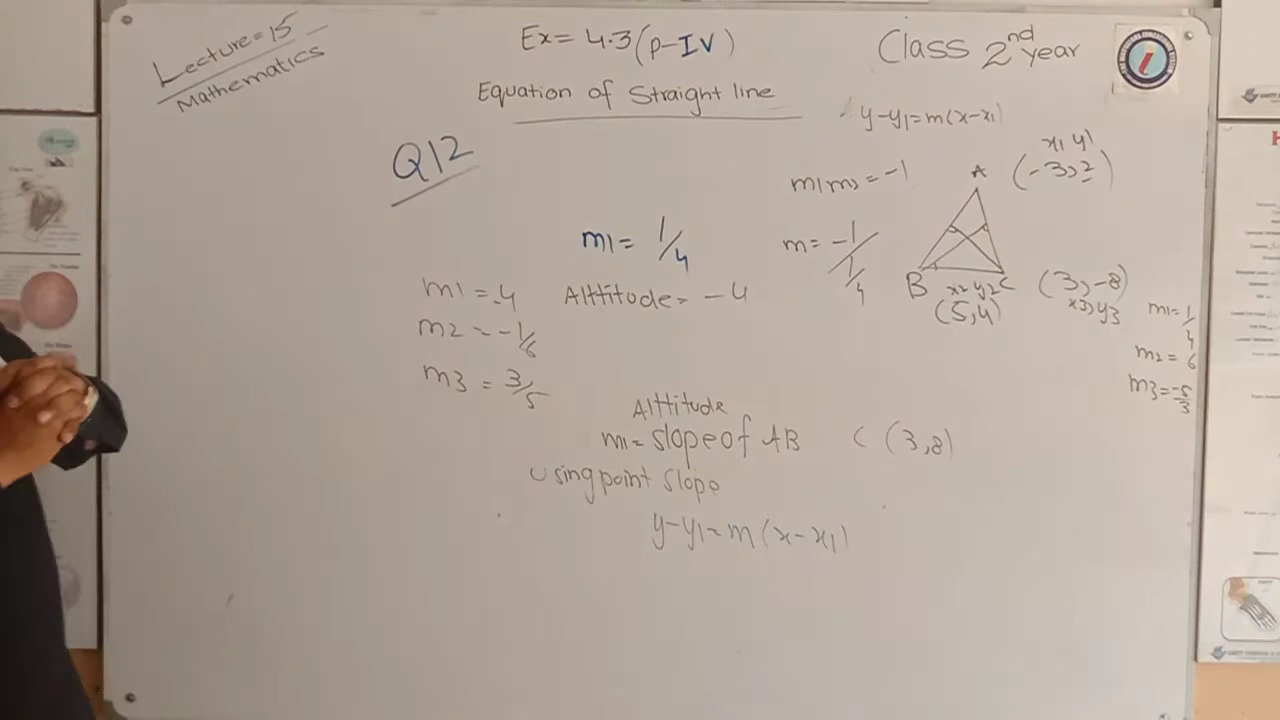 Lecture=15
Mathematics
Ex= 4.3(P-IV)
Class 2nd year
Equation of Straight line
y-y1=m(x-x1)
Q12
x1 y1
A (-3,2)
m1m2=-1
m1= 1/4
m= -1/1/4
B x2 y2 C (3,-8)
(5,4) x3,y3
m1=-4 Alttitude=-4
m2=-1/6
m3=3/5
m1=1/4
m2=6
m3=-5/3
Alttitude
m1=slope of AB C (3,8)
Using point Slope
y-y1=m(x-x1)